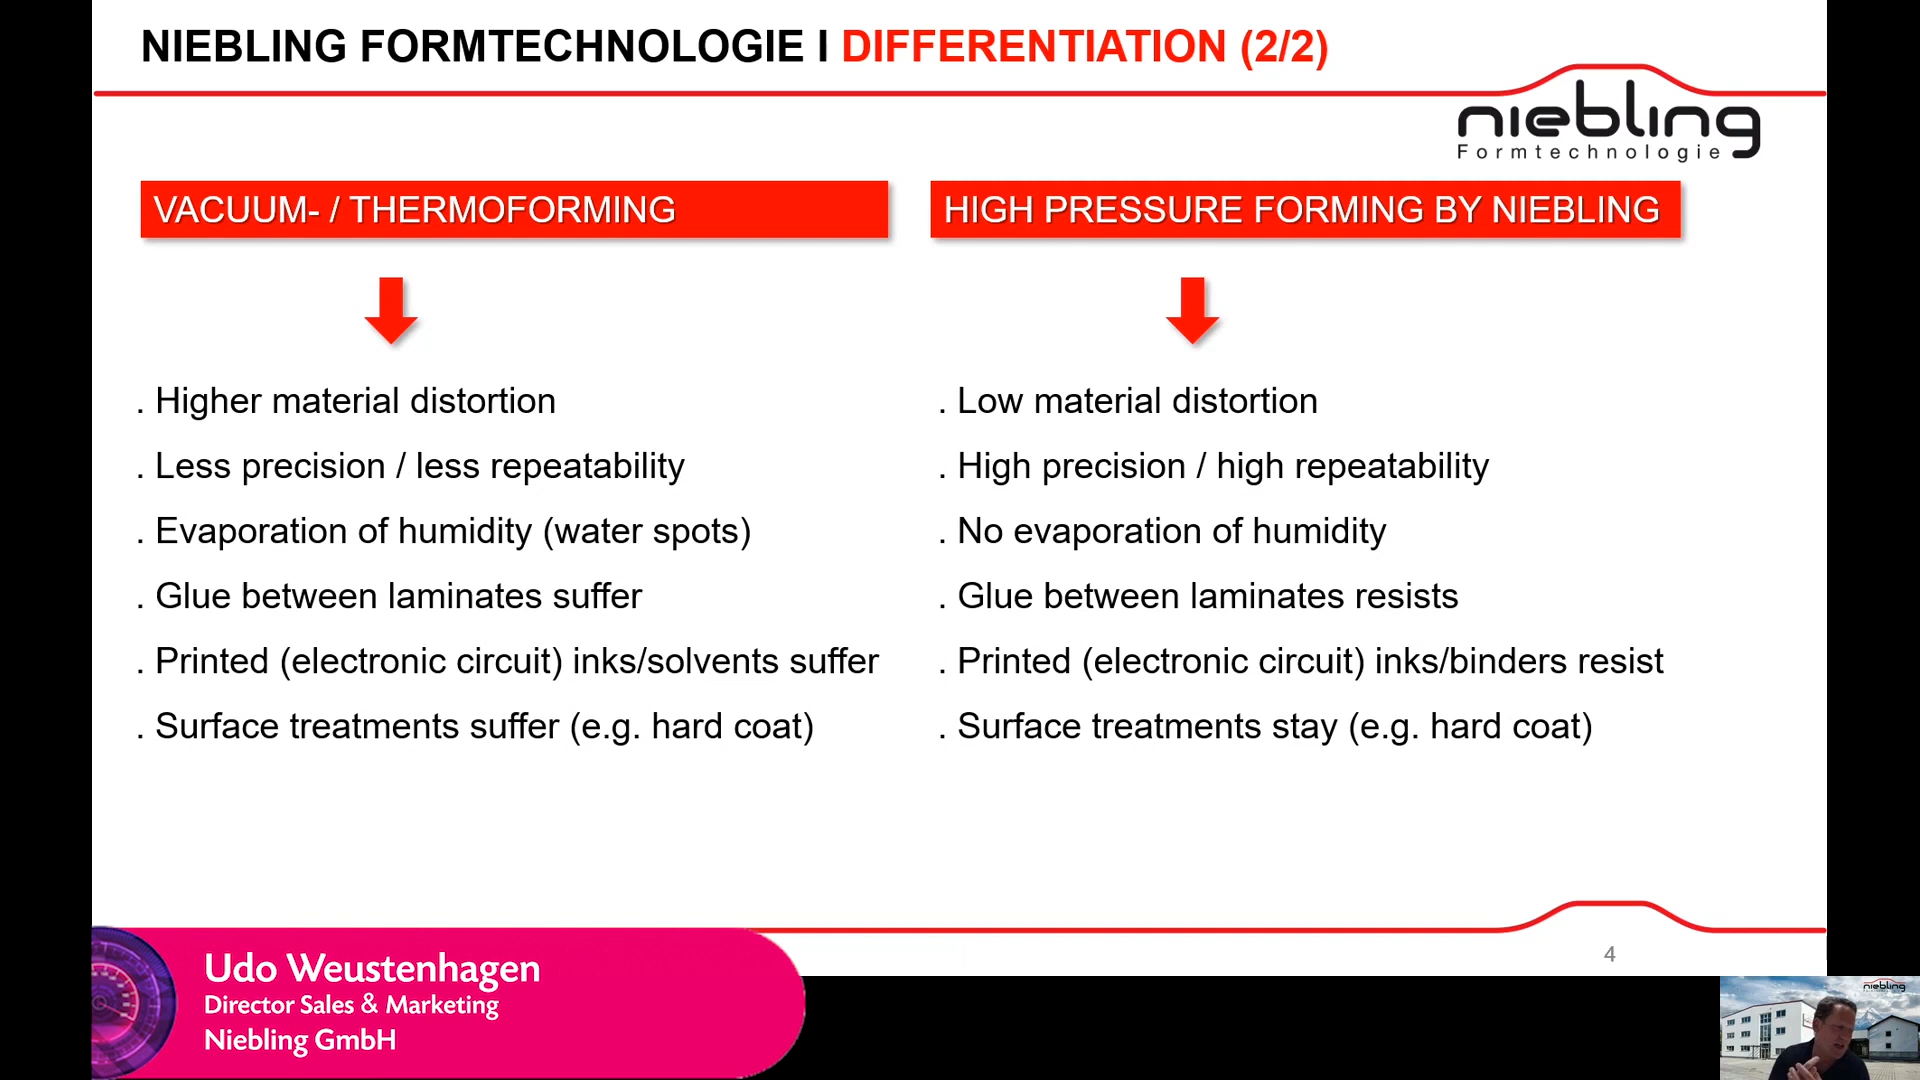 NIEBLING FORMTECHNOLOGIE I DIFFERENTIATION (2/2)
niebling
Formtechnologie
VACUUM- / THERMOFORMING
HIGH PRESSURE FORMING BY NIEBLING
. Higher material distortion
. Less precision / less repeatability
. Evaporation of humidity (water spots)
. Glue between laminates suffer
. Printed (electronic circuit) inks/solvents suffer
. Surface treatments suffer (e.g. hard coat)
. Low material distortion
. High precision / high repeatability
. No evaporation of humidity
. Glue between laminates resists
. Printed (electronic circuit) inks/binders resist
. Surface treatments stay (e.g. hard coat)
4
Udo Weustenhagen
Director Sales & Marketing
Niebling GmbH
niebling